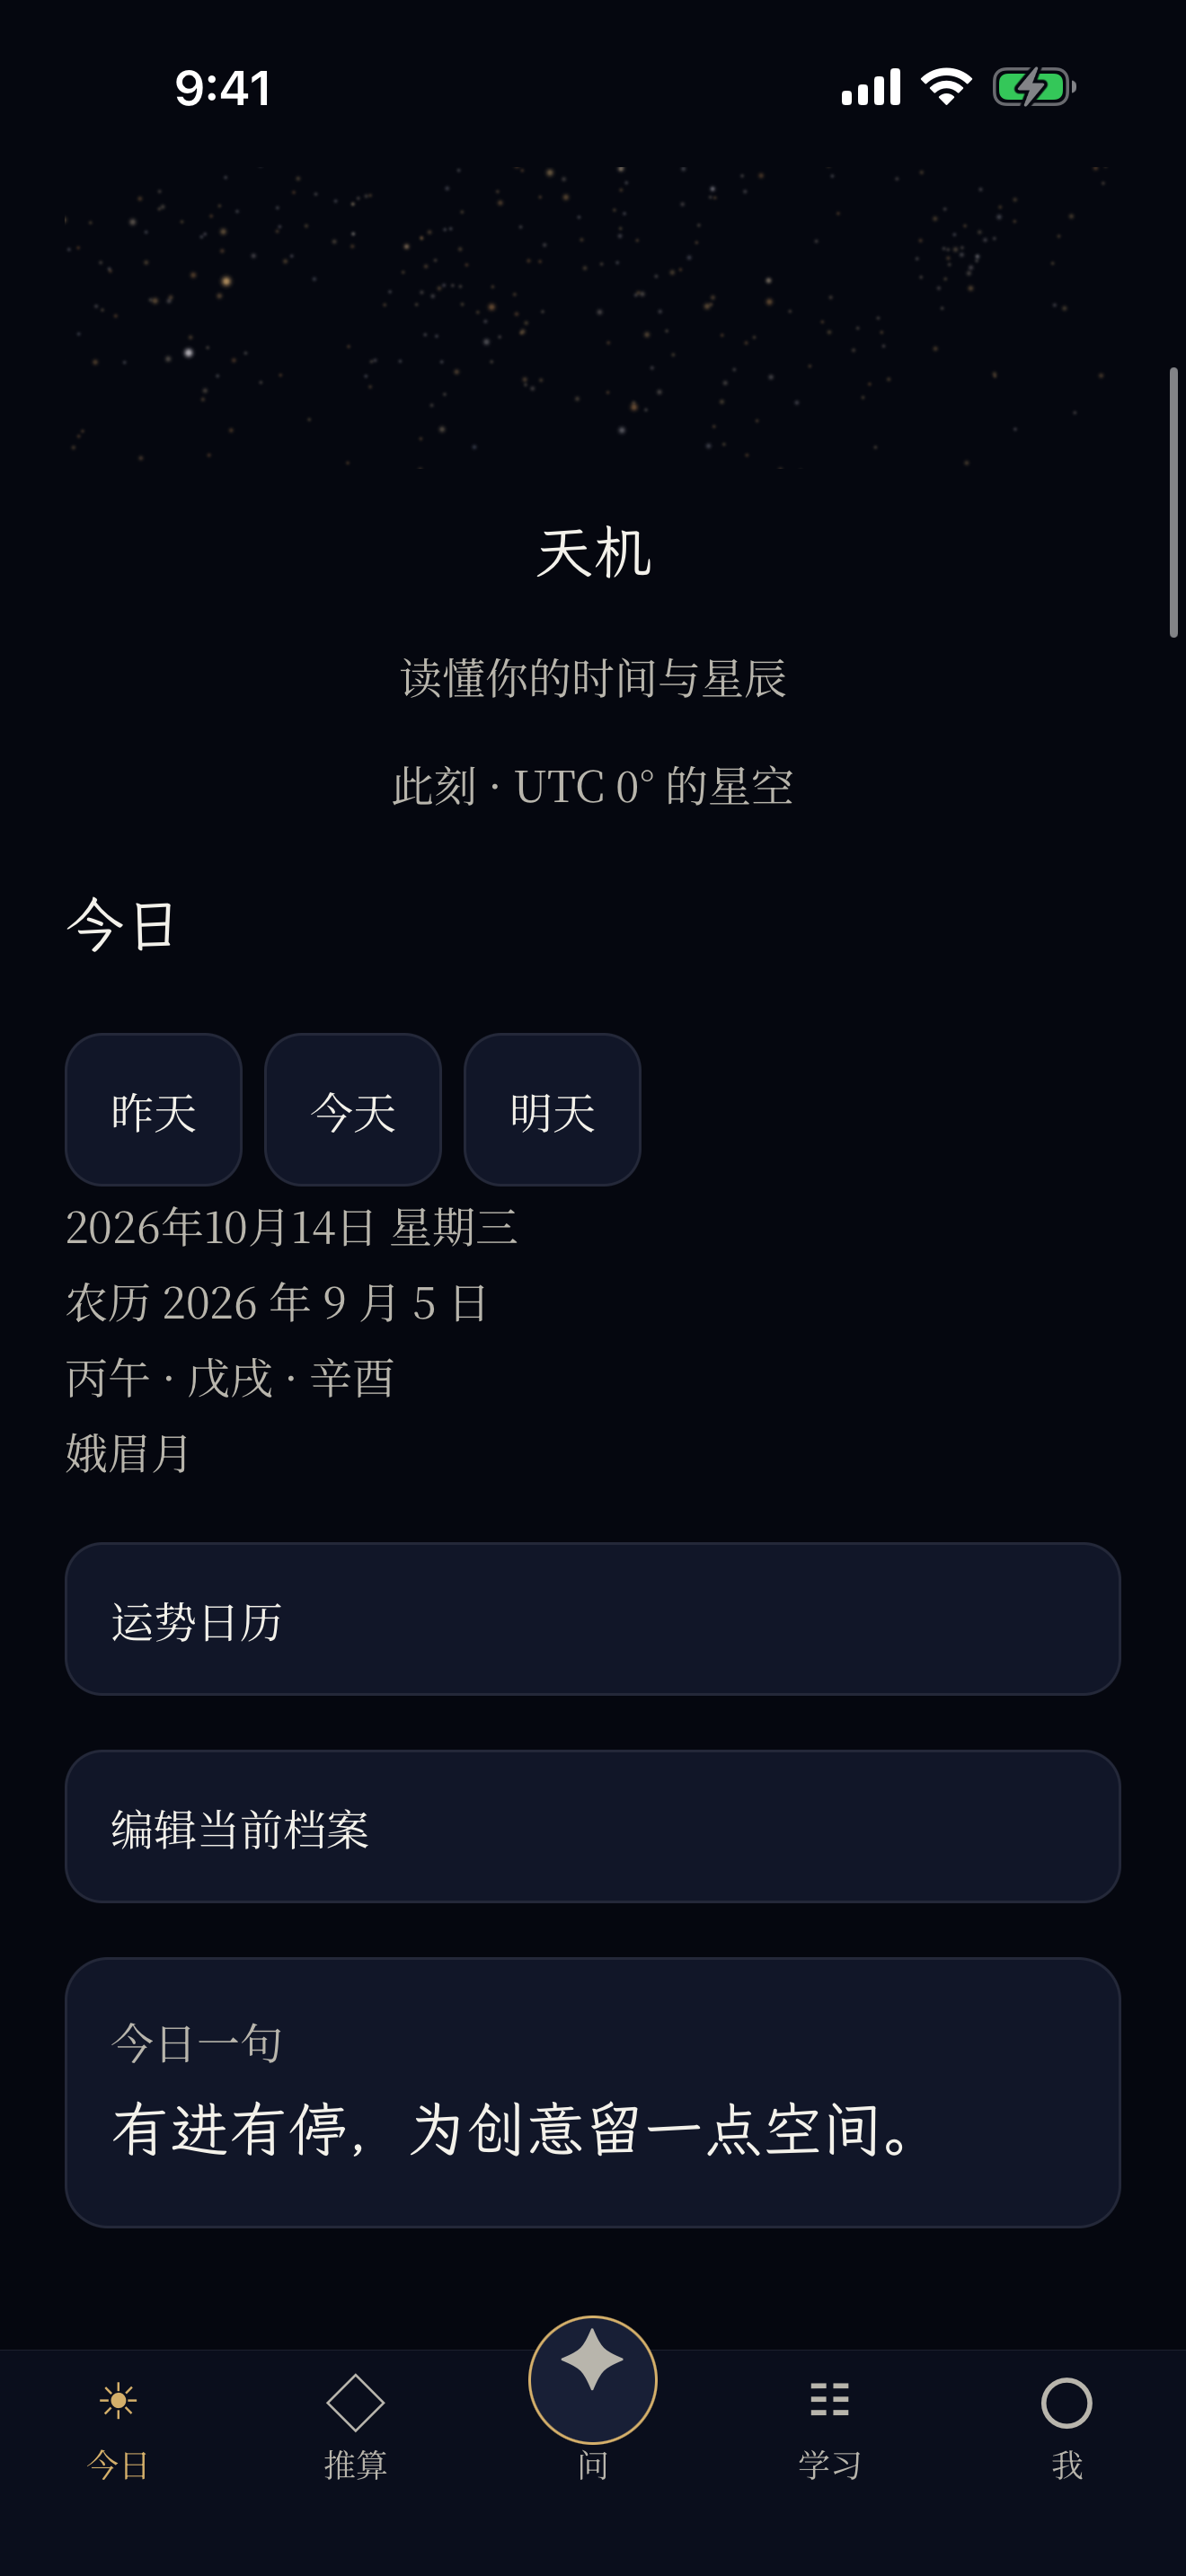 9:41
天机
读懂你的时间与星辰
此刻 · UTC 0° 的星空
今日
昨天
今天
明天
2026年10月14日 星期三
农历 2026 年 9 月 5 日
丙午 · 戊戌 · 辛酉
娥眉月
运势日历
编辑当前档案
今日一句
有进有停，为创意留一点空间。
今日
推算
问
学习
我